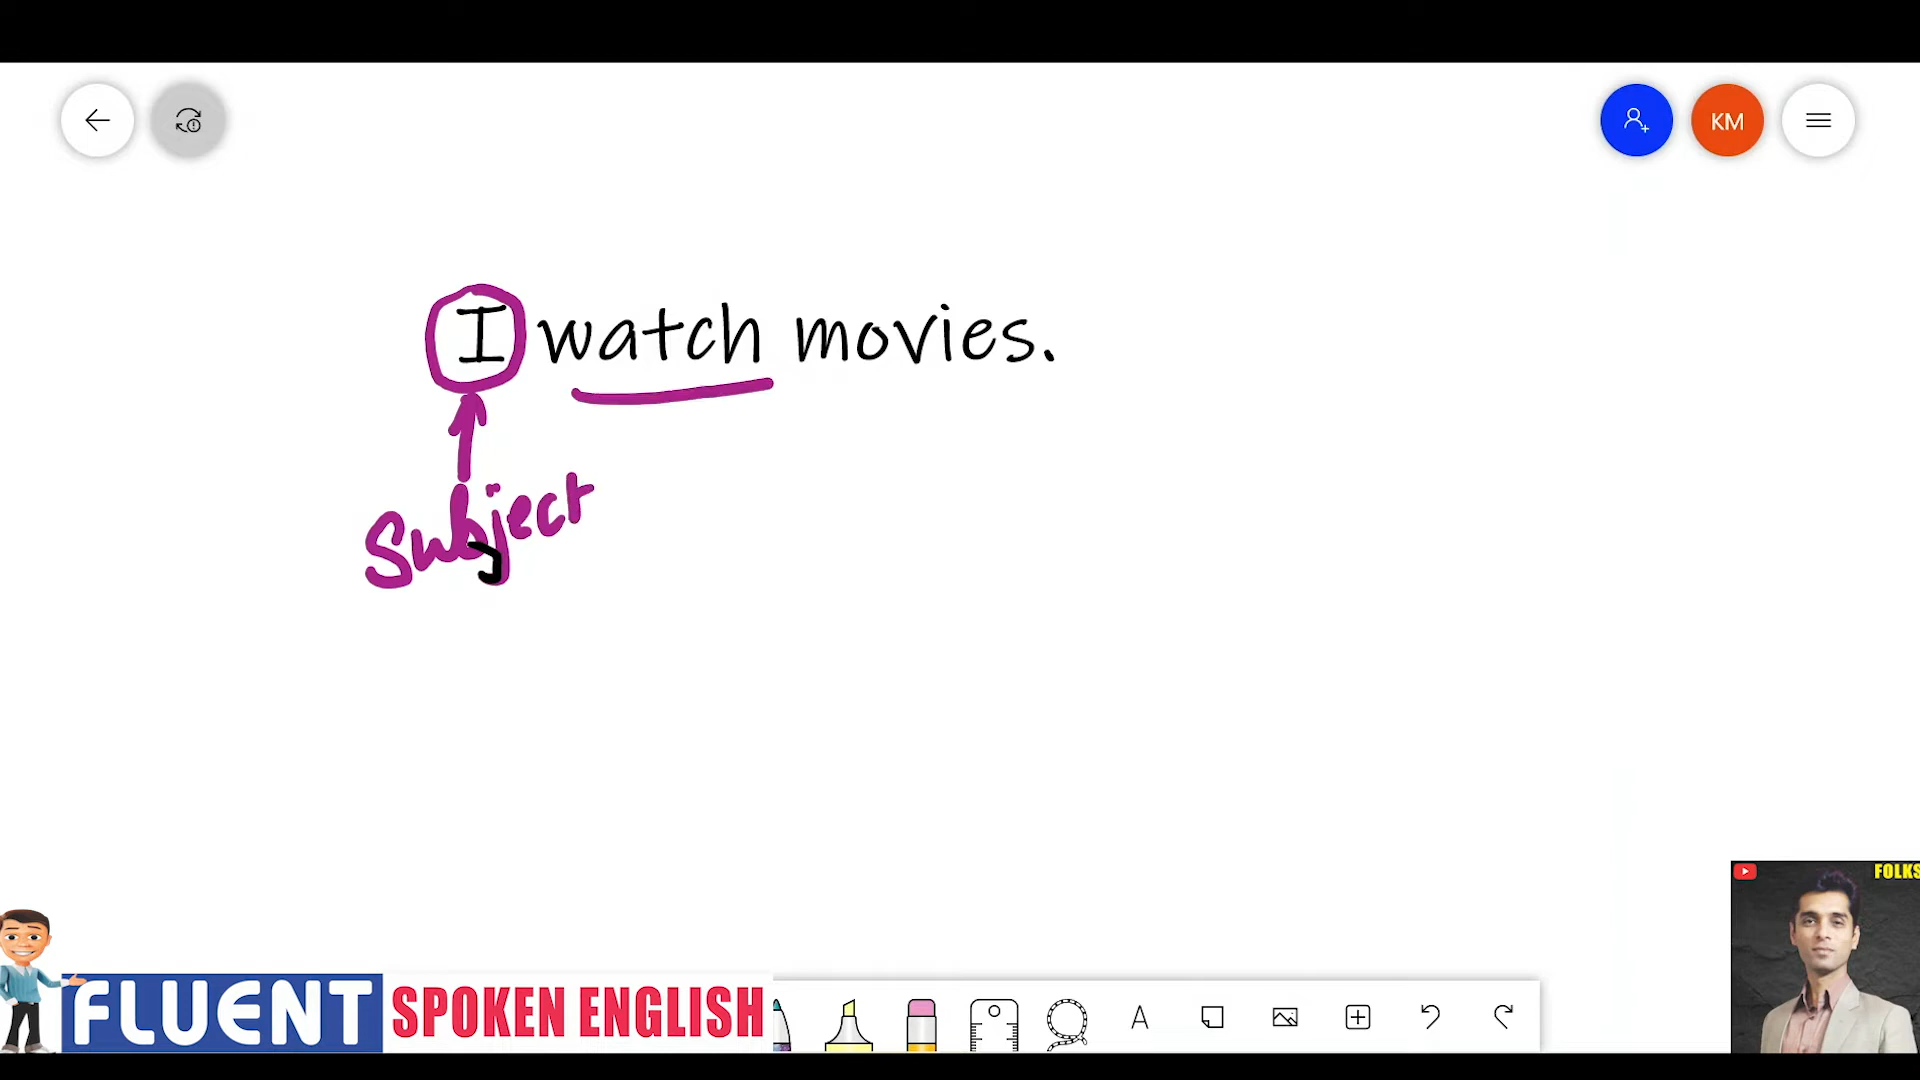 KM
I watch movies.
Subject
FOLKS
FLUENT SPOKEN ENGLISH
A